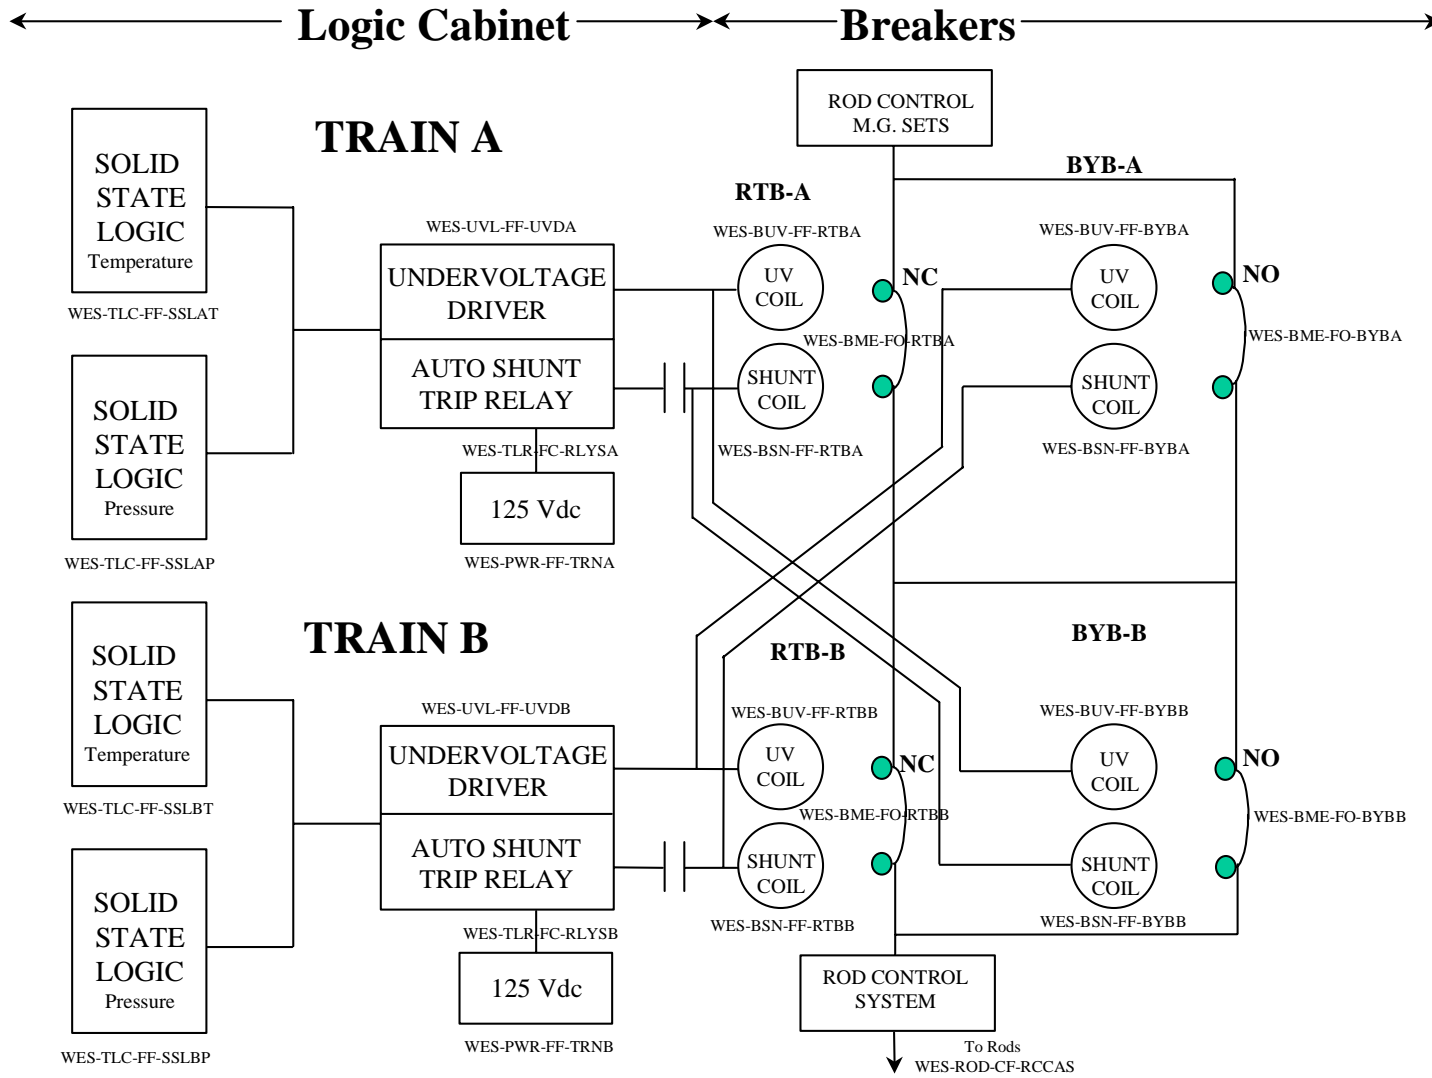 Logic Cabinet
Breakers
ROD CONTROL
M.G. SETS
TRAIN A
SOLID
STATE
LOGIC
Temperature
WES-TLC-FF-SSLAT
SOLID
STATE
LOGIC
Pressure
WES-TLC-FF-SSLAP
WES-UVL-FF-UVDA
UNDERVOLTAGE
DRIVER
AUTO SHUNT
TRIP RELAY
WES-TLR-FC-RLYSA
125 Vdc
WES-PWR-FF-TRNA
RTB-A
WES-BUV-FF-RTBA
UV
COIL
NC
WES-BME-FO-RTBA
SHUNT
COIL
WES-BSN-FF-RTBA
BYB-A
WES-BUV-FF-BYBA
UV
COIL
NO
WES-BME-FO-BYBA
SHUNT
COIL
WES-BSN-FF-BYBA
TRAIN B
SOLID
STATE
LOGIC
Temperature
WES-TLC-FF-SSLBT
SOLID
STATE
LOGIC
Pressure
WES-TLC-FF-SSLBP
WES-UVL-FF-UVDB
UNDERVOLTAGE
DRIVER
AUTO SHUNT
TRIP RELAY
WES-TLR-FC-RLYSB
125 Vdc
WES-PWR-FF-TRNB
RTB-B
WES-BUV-FF-RTBB
UV
COIL
NC
WES-BME-FO-RTBB
SHUNT
COIL
WES-BSN-FF-RTBB
BYB-B
WES-BUV-FF-BYBB
UV
COIL
NO
WES-BME-FO-BYBB
SHUNT
COIL
WES-BSN-FF-BYBB
ROD CONTROL
SYSTEM
To Rods
WES-ROD-CF-RCCAS